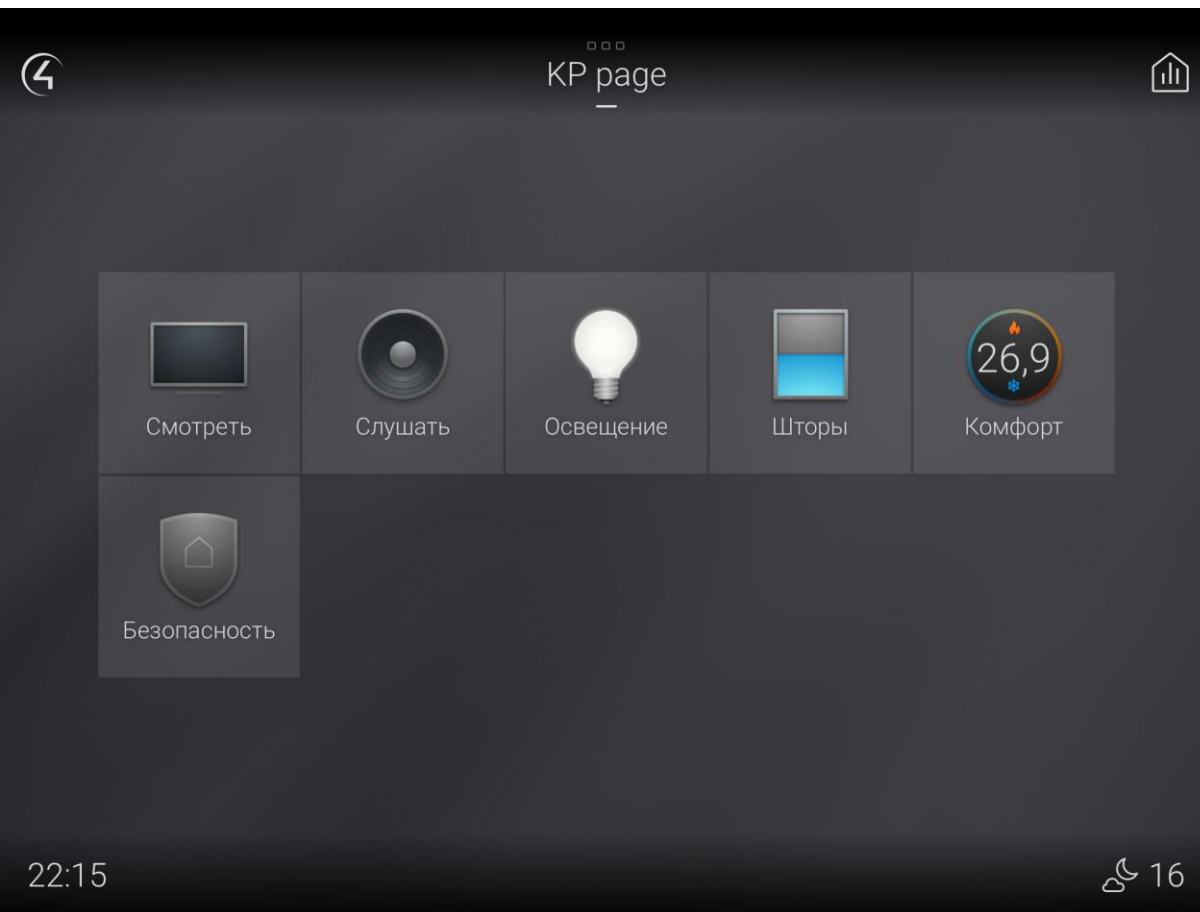 KP page
26,9
Смотреть
Слушать
Освещение
Шторы
Комфорт
Безопасность
22:15
16